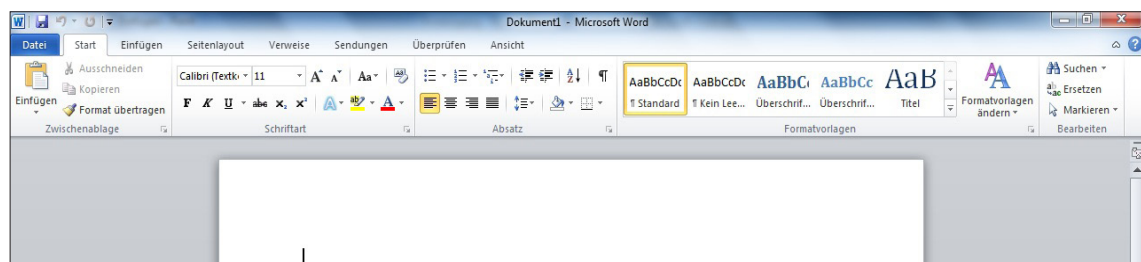 Dokument1 - Microsoft Word
Datei Start Einfügen Seitenlayout Verweise Sendungen Überprüfen Ansicht
Ausschneiden
Kopieren
Format übertragen
Einfügen
Zwischenablage
Calibri (Textk 11 A A Aa
F K U abc x₂ x² A ab A
Schriftart
Absatz
AaBbCcDc AaBbCcDc AaBbC AaBbCc AaB
¶ Standard ¶ Kein Lee... Überschrif... Überschrif... Titel
Formatvorlagen ändern
Formatvorlagen
Suchen
Ersetzen
Markieren
Bearbeiten